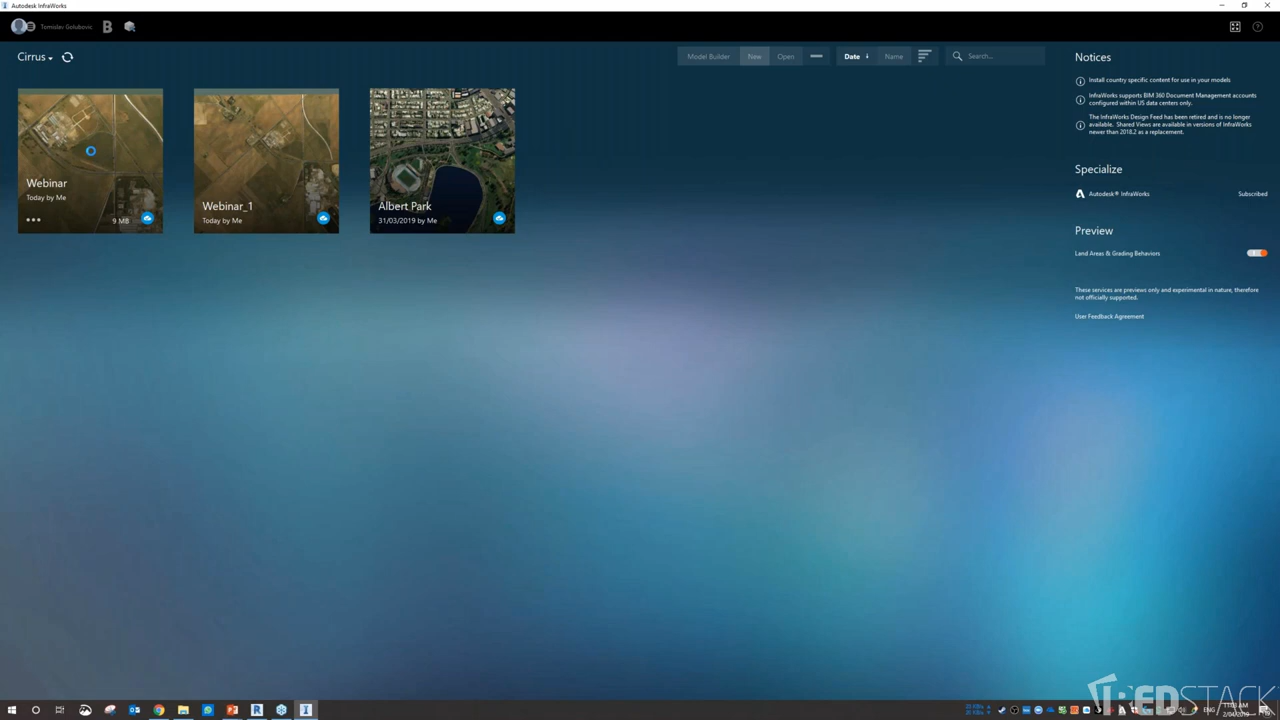 Autodesk InfraWorks
Tomislav Golubovic
Cirrus
Model Builder
New
Open
Date
Name
Search...
Webinar
Today by Me
9 MB
Webinar_1
Today by Me
Albert Park
31/03/2019 by Me
Notices
Install country specific content for use in your models
InfraWorks supports BIM 360 Document Management accounts
configured within US data centers only.
The InfraWorks Design Feed has been retired and is no longer
available. Shared Views are available in versions of InfraWorks
newer than 2018.2 as a replacement.
Specialize
Autodesk® InfraWorks
Subscribed
Preview
Land Areas & Grading Behaviors
These services are previews only and experimental in nature, therefore
not officially supported.
User Feedback Agreement
REDSTACK
ENG